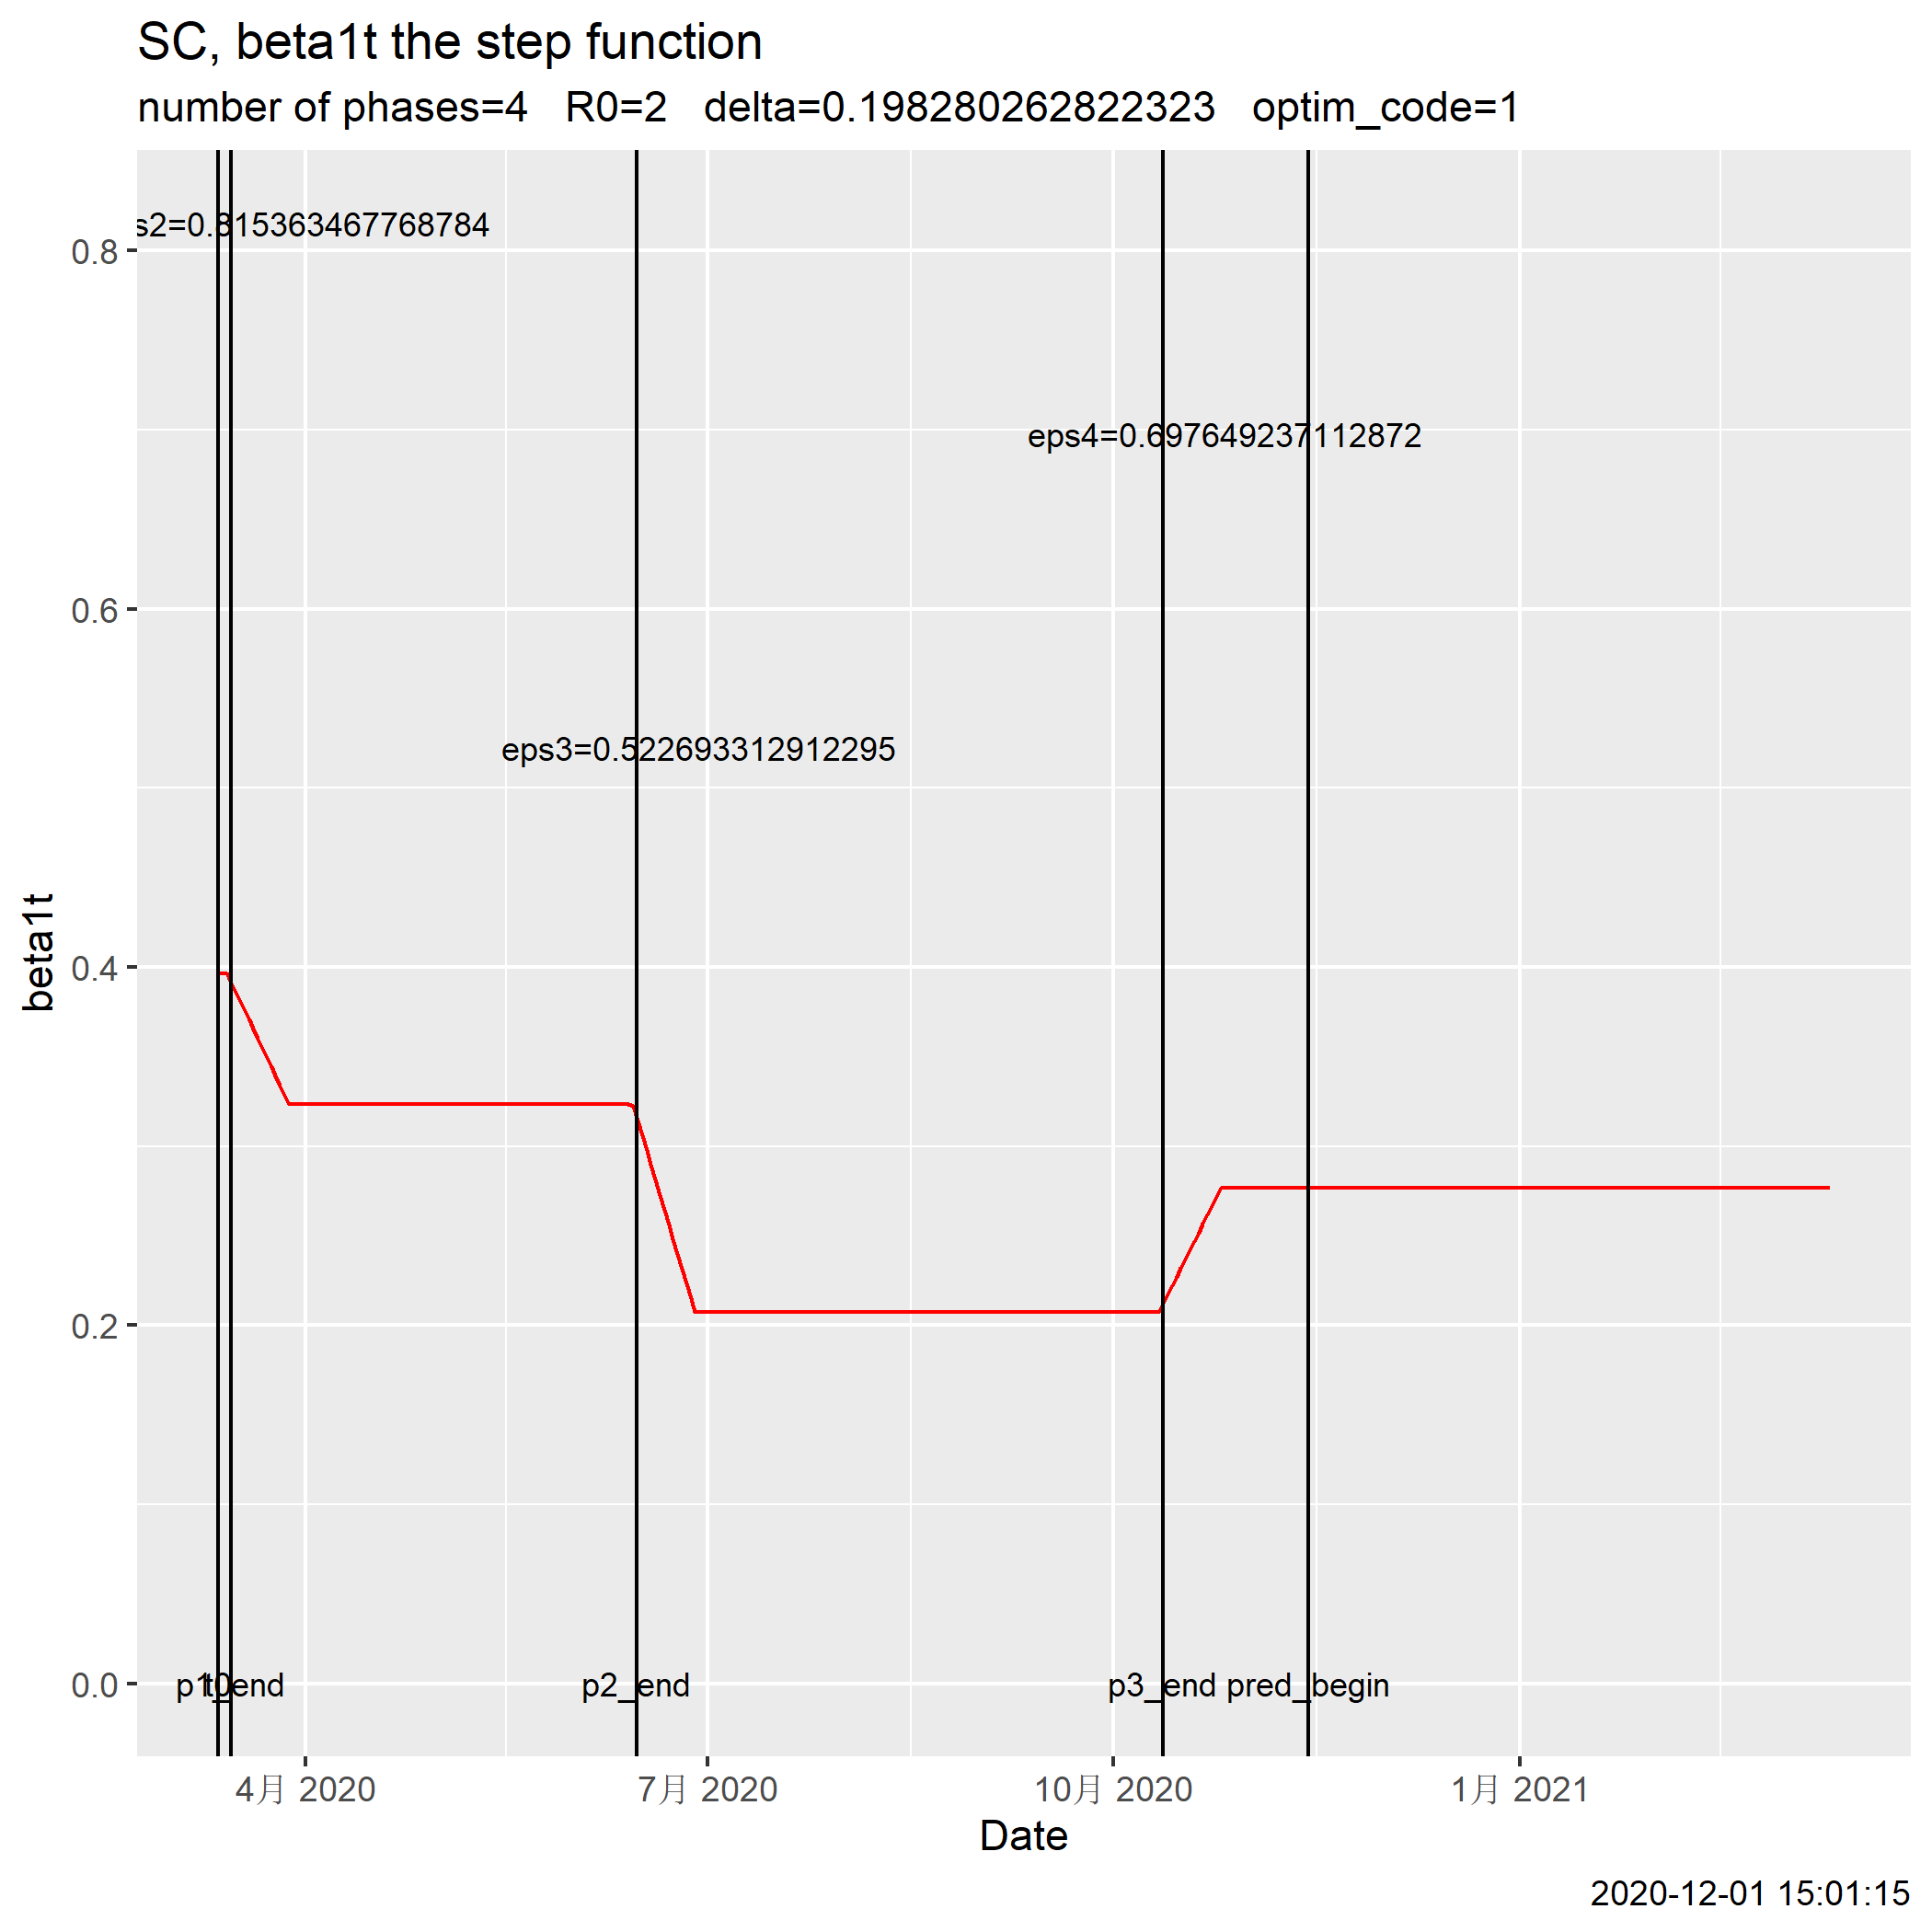 SC, beta1t the step function
number of phases=4   R0=2   delta=0.198280262822323   optim_code=1
s2=0.815363467768784
0.8
eps4=0.697649237112872
0.6
eps3=0.522693312912295
beta1t
0.4
0.2
0.0
p1_end
t0
p2_end
p3_end
pred_begin
4月 2020
7月 2020
10月 2020
1月 2021
Date
2020-12-01 15:01:15